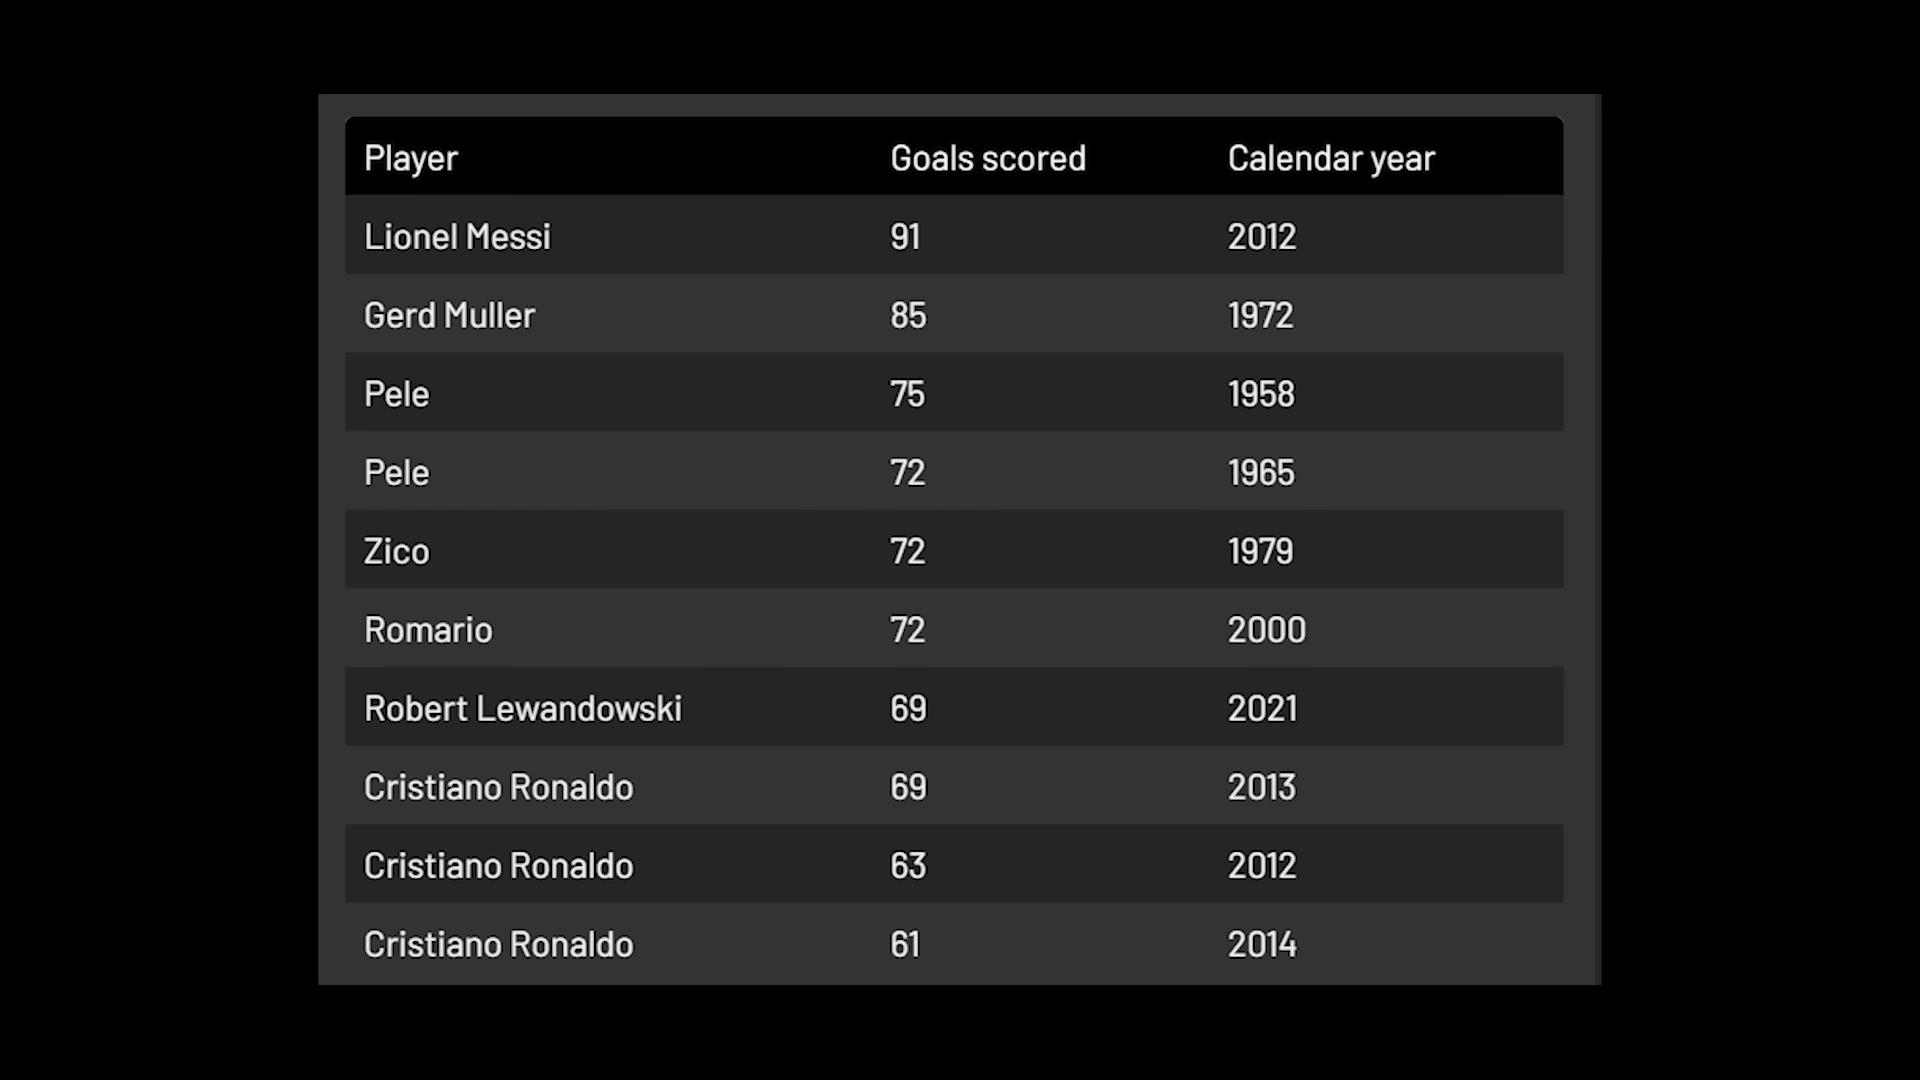 Player Goals scored Calendar year
Lionel Messi 91 2012
Gerd Muller 85 1972
Pele 75 1958
Pele 72 1965
Zico 72 1979
Romario 72 2000
Robert Lewandowski 69 2021
Cristiano Ronaldo 69 2013
Cristiano Ronaldo 63 2012
Cristiano Ronaldo 61 2014